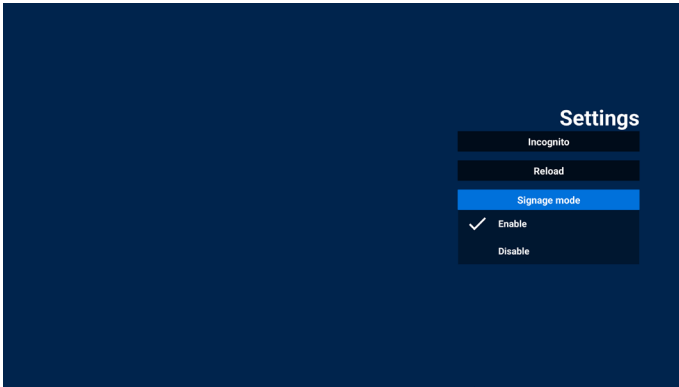 Settings
Incognito
Reload
Signage mode
Enable
Disable